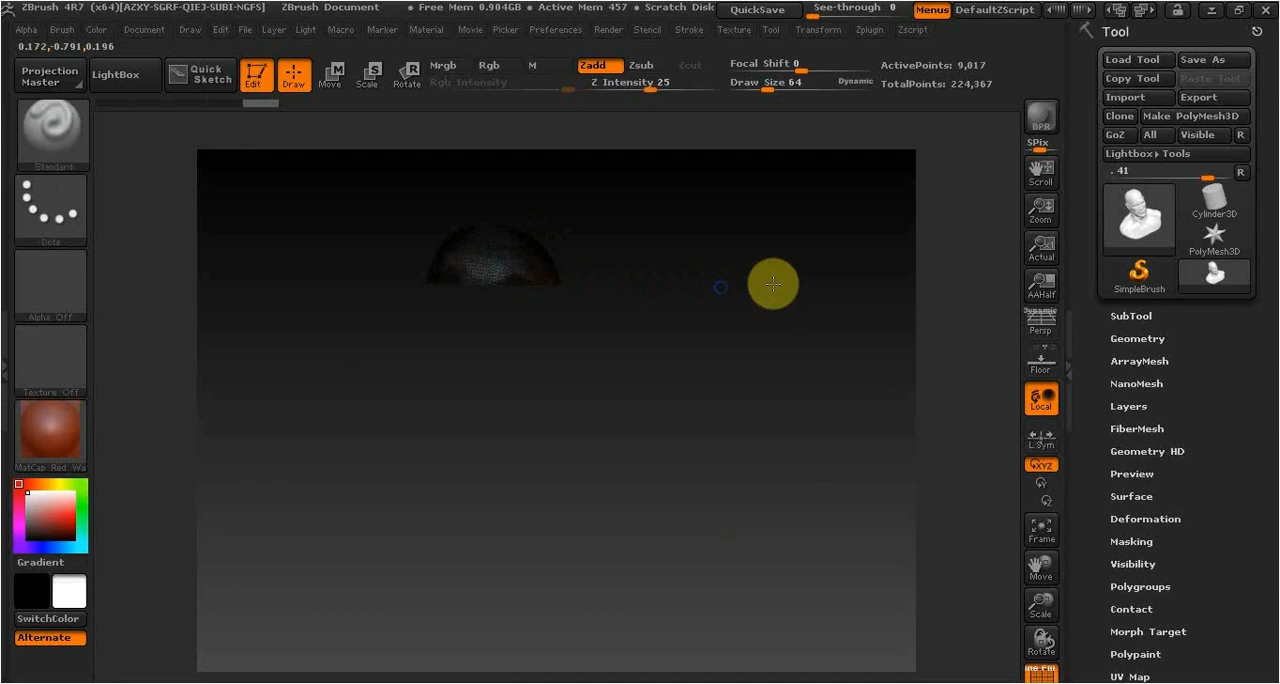 ZBrush 4R7 (x64)[AZXY-SGRF-QIEJ-SUBI-NGFS] ZBrush Document • Free Mem 0.904GB • Active Mem 457 • Scratch Disk QuickSave See-through 0 Menus DefaultZScript
Alpha Brush Color Document Draw Edit File Layer Light Macro Marker Material Movie Picker Preferences Render Stencil Stroke Texture Tool Transform Zplugin Zscript
0.172,-0.791,0.196
Projection Master
LightBox
Quick Sketch
Edit
Draw
Move
Scale
Rotate
Mrgb Rgb M
Rgb Intensity
Zadd Zsub Zcut
Z Intensity 25
Focal Shift 0
Draw Size 64 Dynamic
ActivePoints: 9,017
TotalPoints: 224,367
Standard
Dots
Alpha Off
Texture Off
MatCap Red Wa
Gradient
SwitchColor
Alternate
BPR
SPix
Scroll
Zoom
Actual
AAHalf
Dynamic
Persp
Floor
Local
L.Sym
XYZ
Y
Z
Frame
Move
Scale
Rotate
Tool
Load Tool Save As
Copy Tool Paste Tool
Import Export
Clone Make PolyMesh3D
GoZ All Visible R
Lightbox▸Tools
. 41 R
Cylinder3D
PolyMesh3D
SimpleBrush
SubTool
Geometry
ArrayMesh
NanoMesh
Layers
FiberMesh
Geometry HD
Preview
Surface
Deformation
Masking
Visibility
Polygroups
Contact
Morph Target
Polypaint
UV Map